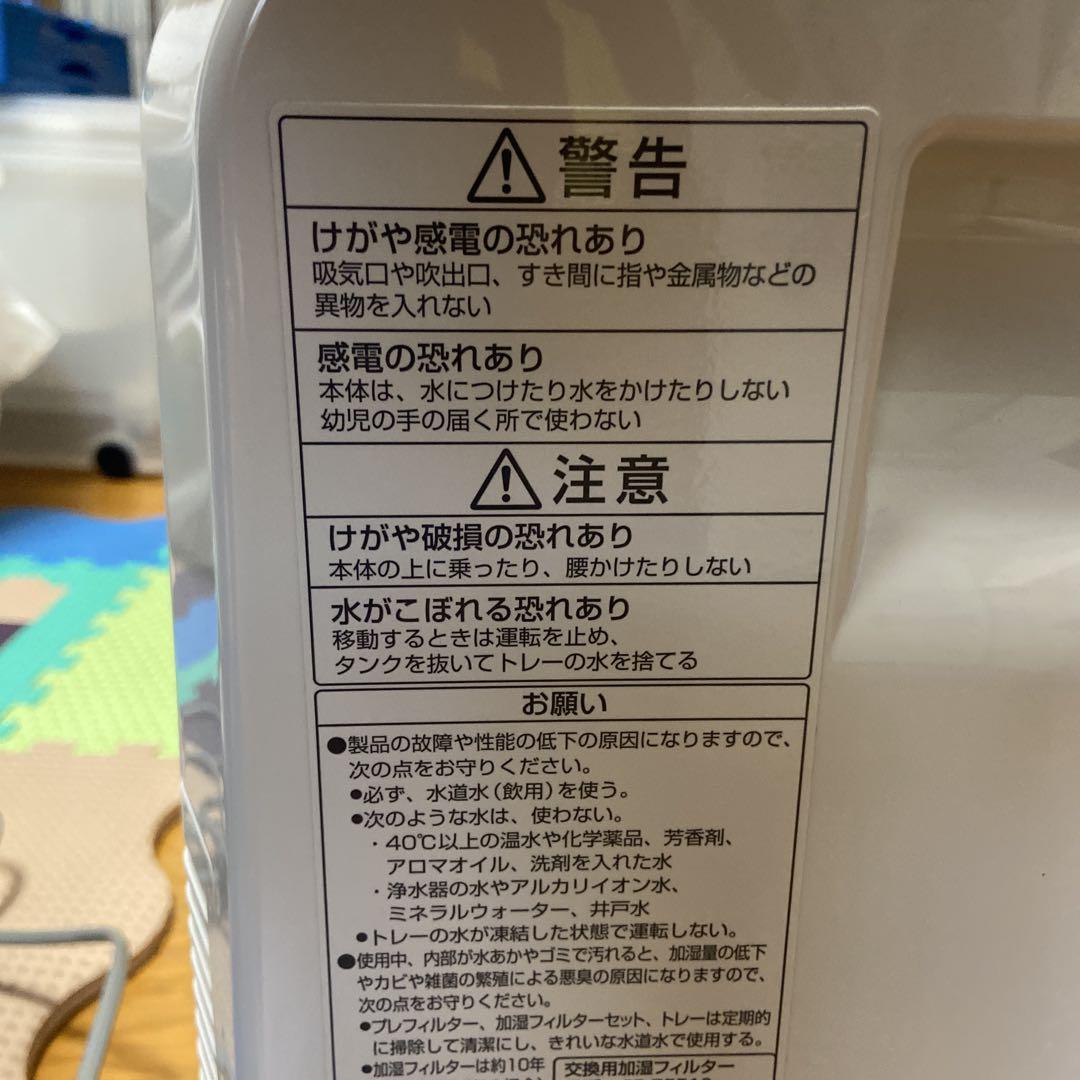 警告
けがや感電の恐れあり
吸気口や吹出口、すき間に指や金属物などの
異物を入れない
感電の恐れあり
本体は、水につけたり水をかけたりしない
幼児の手の届く所で使わない
注意
けがや破損の恐れあり
本体の上に乗ったり、腰かけたりしない
水がこぼれる恐れあり
移動するときは運転を止め、
タンクを抜いてトレーの水を捨てる
お願い
●製品の故障や性能の低下の原因になりますので、
次の点をお守りください。
●必ず、水道水(飲用)を使う。
●次のような水は、使わない。
・40℃以上の温水や化学薬品、芳香剤、
アロマオイル、洗剤を入れた水
・浄水器の水やアルカリイオン水、
ミネラルウォーター、井戸水
●トレーの水が凍結した状態で運転しない。
●使用中、内部が水あかやゴミで汚れると、加湿量の低下
やカビや雑菌の繁殖による悪臭の原因になりますので、
次の点をお守りください。
●プレフィルター、加湿フィルターセット、トレーは定期的
に掃除して清潔にし、きれいな水道水で使用する。
●加湿フィルターは約10年
交換用加湿フィルター